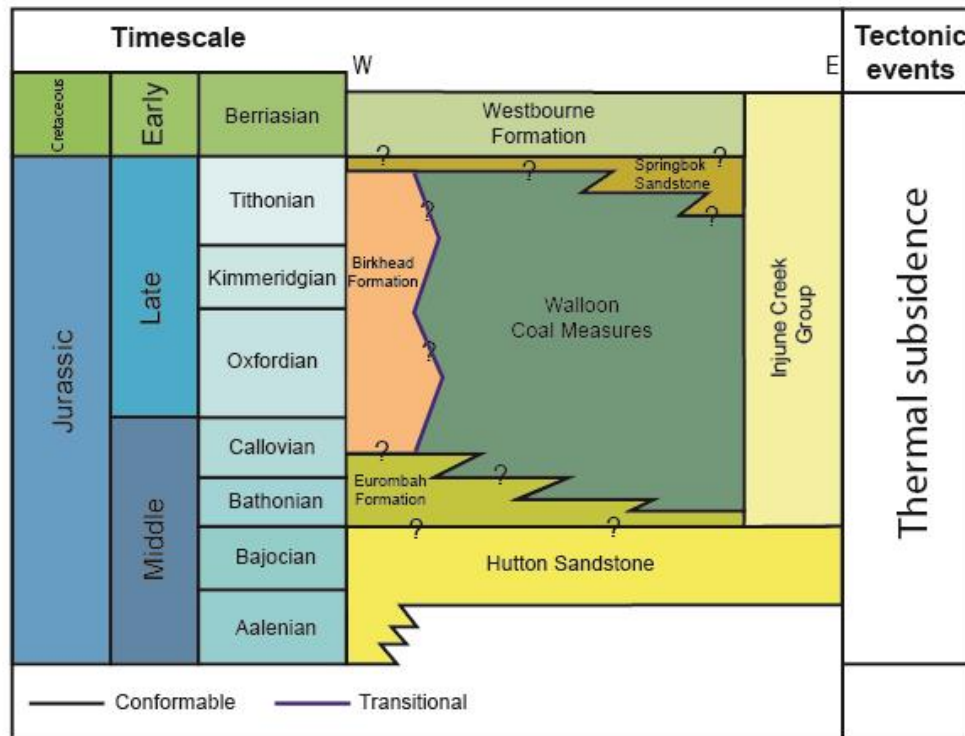 Timescale
Tectonic
events
W
E
Cretaceous
Early
Berriasian
Westbourne
Formation
?
?
?
Springbok
Sandstone
Tithonian
?
?
Birkhead
Formation
Kimmeridgian
Walloon
Coal Measures
Late
Oxfordian
?
Injune Creek
Group
Thermal subsidence
Jurassic
Callovian
?
?
Eurombah
Formation
Bathonian
?
?
Middle
Bajocian
Hutton Sandstone
Aalenian
Conformable
Transitional